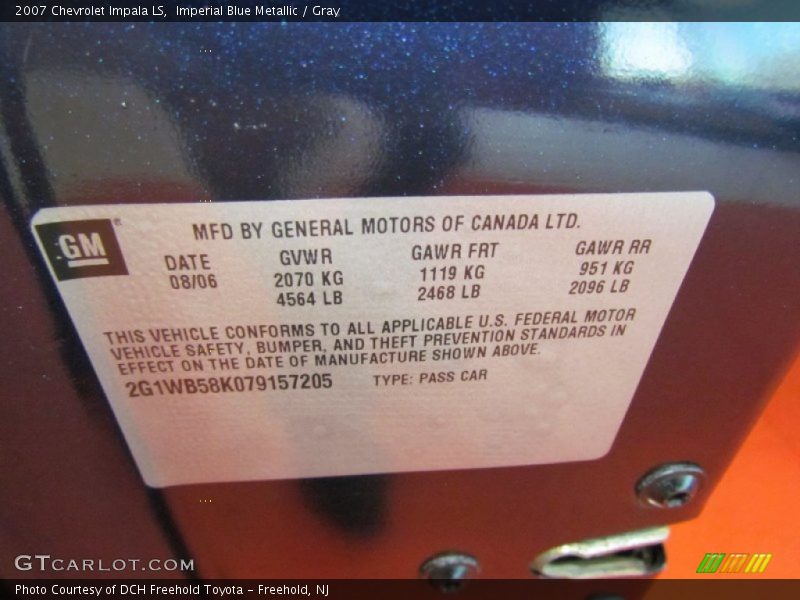 2007 Chevrolet Impala LS,  Imperial Blue Metallic / Gray
GM®
MFD BY GENERAL MOTORS OF CANADA LTD.
DATE GVWR GAWR FRT GAWR RR
08/06 2070 KG 1119 KG 951 KG
4564 LB 2468 LB 2096 LB
THIS VEHICLE CONFORMS TO ALL APPLICABLE U.S. FEDERAL MOTOR
VEHICLE SAFETY, BUMPER, AND THEFT PREVENTION STANDARDS IN
EFFECT ON THE DATE OF MANUFACTURE SHOWN ABOVE.
2G1WB58K079157205 TYPE: PASS CAR
GTCARLOT.COM
Photo Courtesy of DCH Freehold Toyota - Freehold, NJ